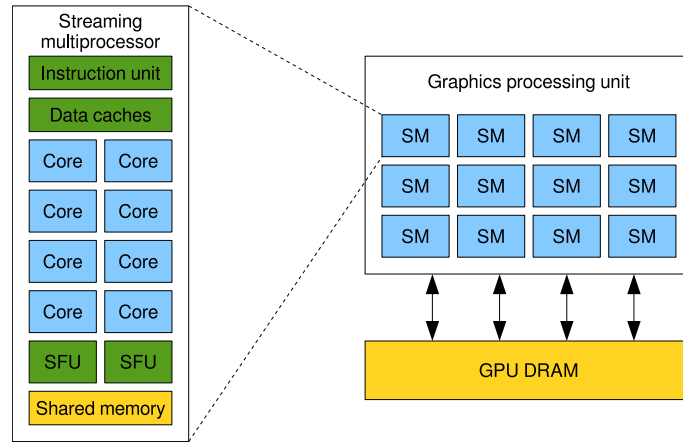 Streaming
multiprocessor
Instruction unit
Data caches
Core Core
Core Core
Core Core
Core Core
SFU SFU
Shared memory
Graphics processing unit
SM SM SM SM
SM SM SM SM
SM SM SM SM
GPU DRAM